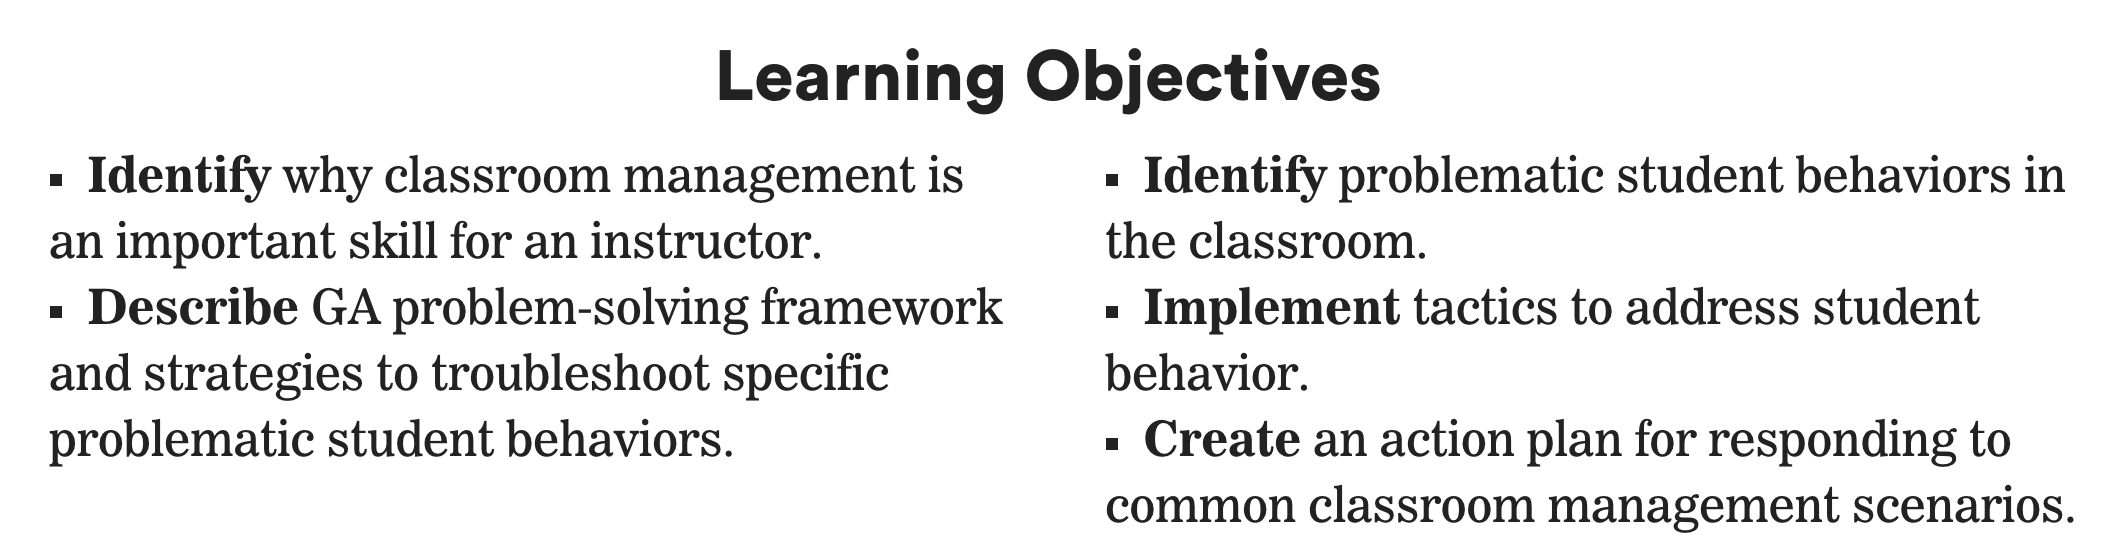 Learning Objectives
▪ Identify why classroom management is
an important skill for an instructor.
▪ Describe GA problem-solving framework
and strategies to troubleshoot specific
problematic student behaviors.
▪ Identify problematic student behaviors in
the classroom.
▪ Implement tactics to address student
behavior.
▪ Create an action plan for responding to
common classroom management scenarios.